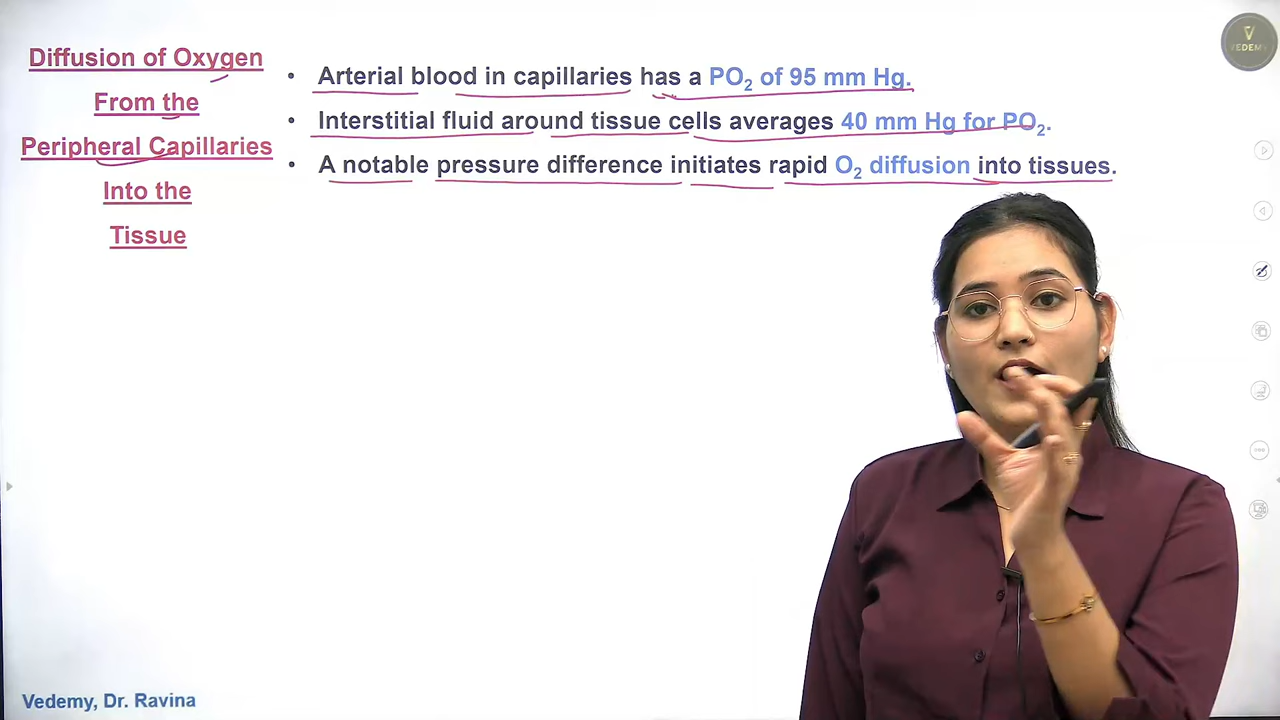 Diffusion of Oxygen
From the
Peripheral Capillaries
Into the
Tissue
• Arterial blood in capillaries has a PO₂ of 95 mm Hg.
• Interstitial fluid around tissue cells averages 40 mm Hg for PO₂.
• A notable pressure difference initiates rapid O₂ diffusion into tissues.
VEDEMY
Vedemy, Dr. Ravina